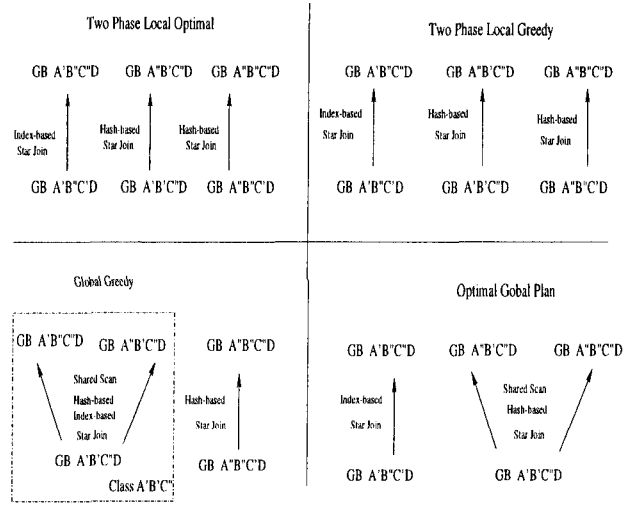 Two Phase Local Optimal
GB A'B"C"D
GB A"B'C"D
GB A"B"C"D
Index-based
Star Join
Hash-based
Star Join
Hash-based
Star Join
GB A'B"C'D
GB A'B'C"D
GB A"B"C'D
Two Phase Local Greedy
GB A'B"C"D
GB A"B'C"D
GB A"B"C"D
Index-based
Star Join
Hash-based
Star Join
Hash-based
Star Join
GB A'B"C'D
GB A'B'C"D
GB A"B"C'D
Global Greedy
GB A'B"C"D
GB A"B'C"D
GB A"B"C"D
Shared Scan
Hash-based
Index-based
Star Join
Hash-based
Star Join
GB A'B'C"D
GB A"B"C'D
Class A'B'C"
Optimal Gobal Plan
GB A'B"C"D
GB A"B'C"D
GB A"B"C"D
Index-based
Star Join
Shared Scan
Hash-based
Star Join
GB A'B"C'D
GB A'B'C"D